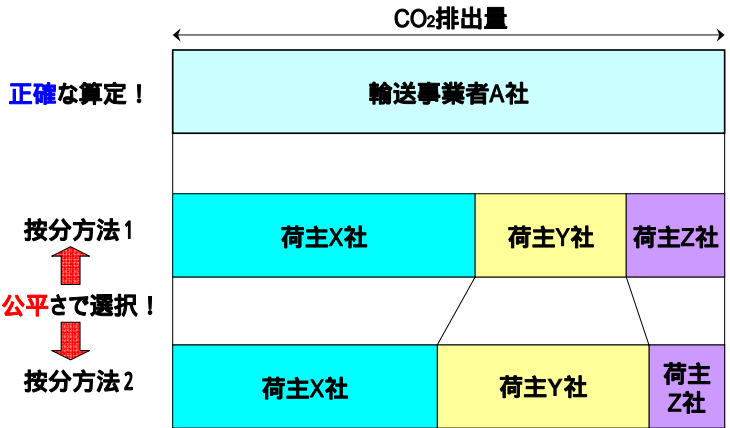 CO₂排出量
正確な算定！
輸送事業者A社
按分方法1
荷主X社
荷主Y社
荷主Z社
公平さで選択！
按分方法2
荷主X社
荷主Y社
荷主
Z社